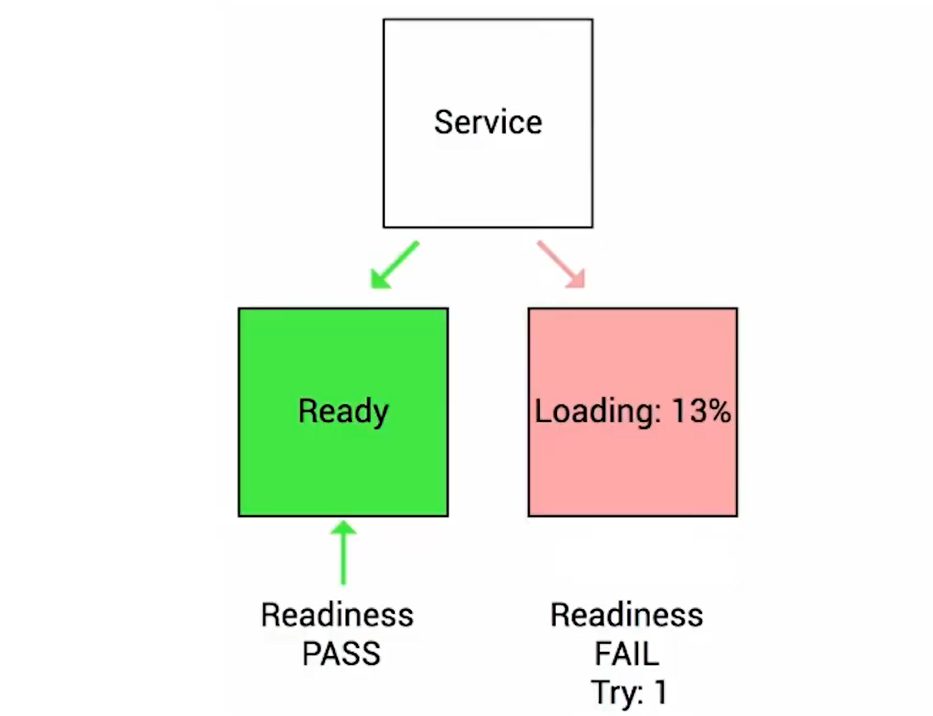 Service
Ready
Loading: 13%
Readiness
PASS
Readiness
FAIL
Try: 1